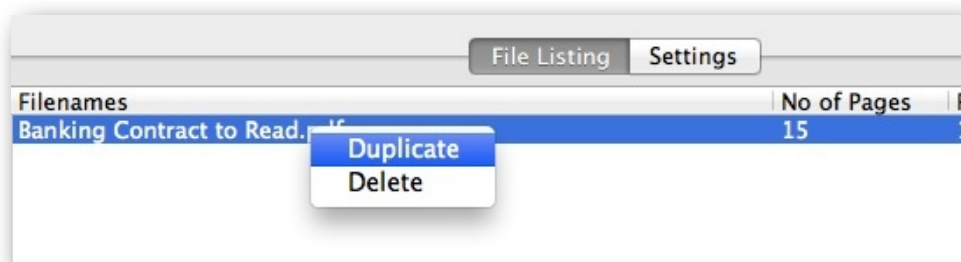 File Listing Settings
Filenames No of Pages
Banking Contract to Read. 15
Duplicate
Delete